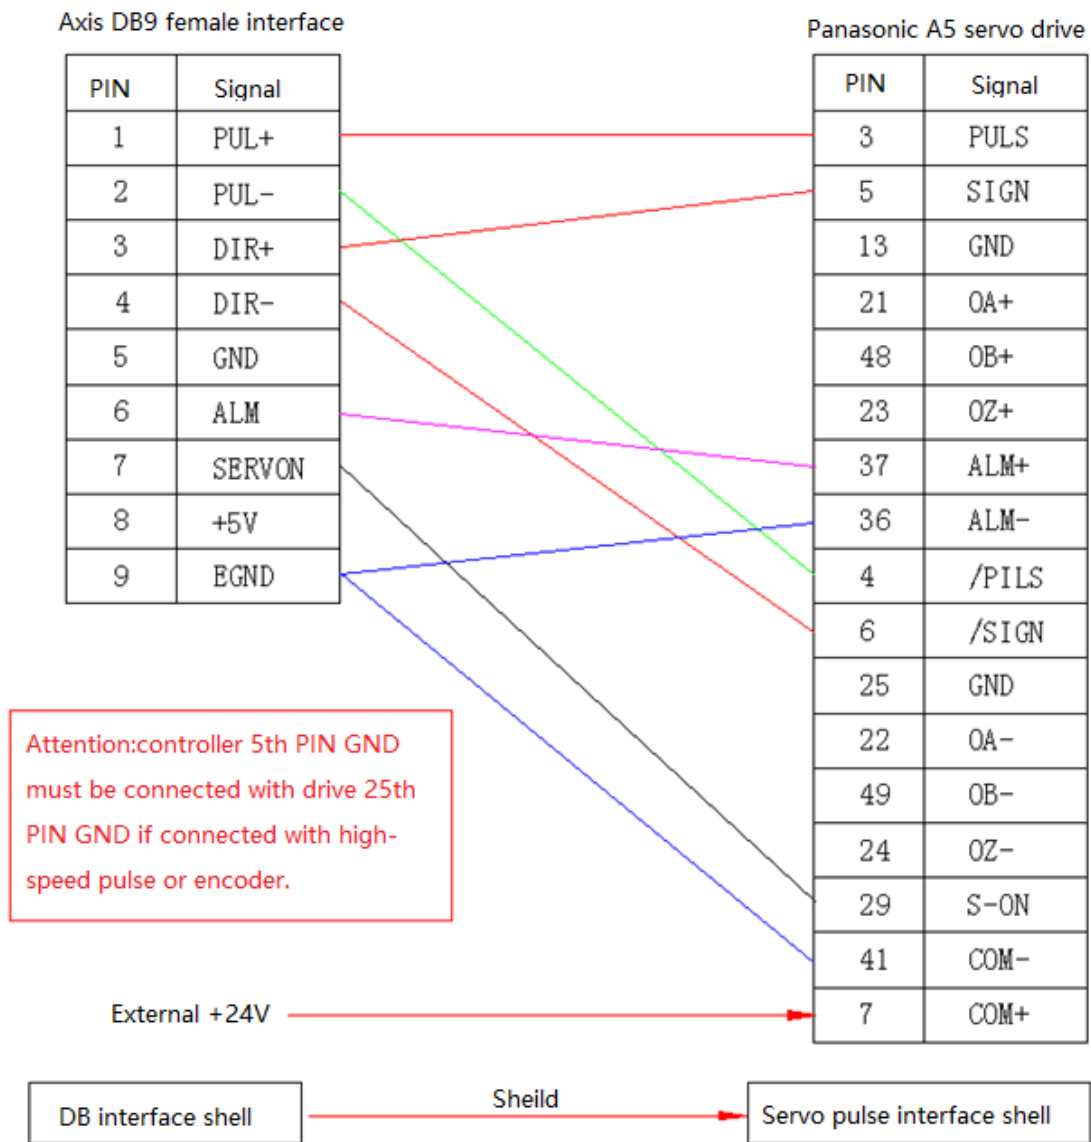 Axis DB9 female interface
Panasonic A5 servo drive
PIN Signal
1 PUL+
2 PUL-
3 DIR+
4 DIR-
5 GND
6 ALM
7 SERVON
8 +5V
9 EGND
PIN Signal
3 PULS
5 SIGN
13 GND
21 OA+
48 OB+
23 OZ+
37 ALM+
36 ALM-
4 /PILS
6 /SIGN
25 GND
22 OA-
49 OB-
24 OZ-
29 S-ON
41 COM-
7 COM+
Attention:controller 5th PIN GND
must be connected with drive 25th
PIN GND if connected with high-
speed pulse or encoder.
External +24V
DB interface shell
Sheild
Servo pulse interface shell